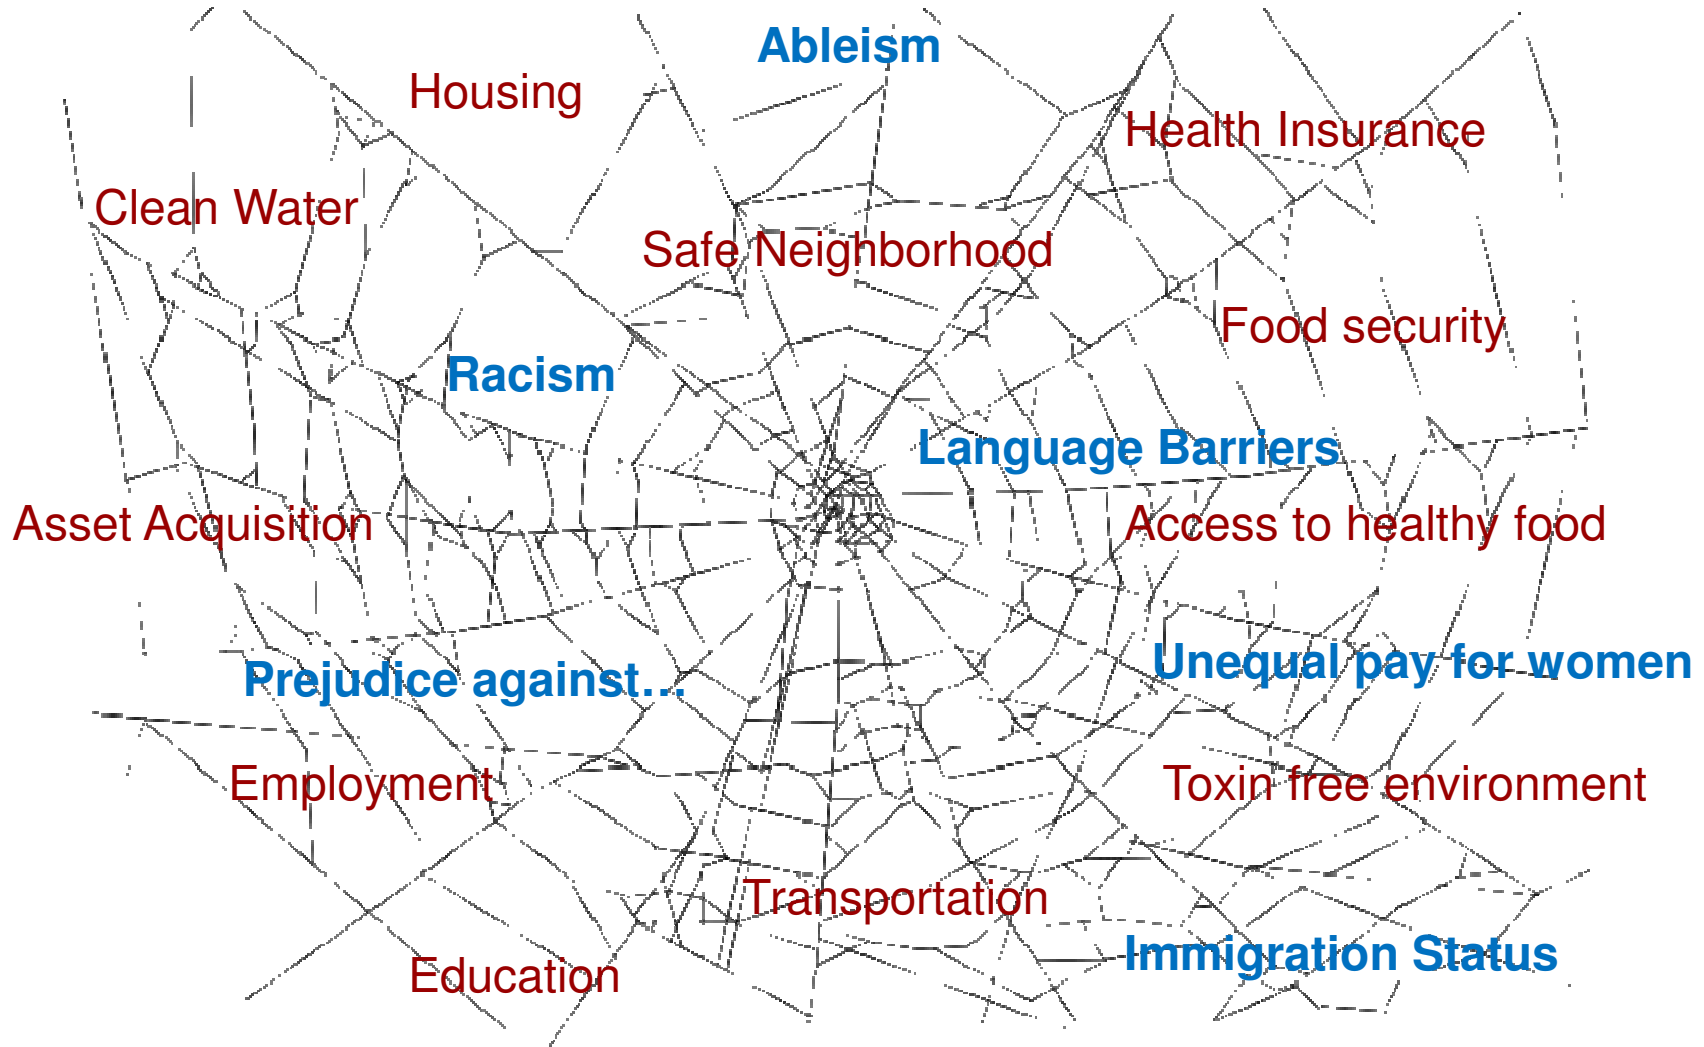 Ableism
Housing
Health Insurance
Clean Water
Safe Neighborhood
Food security
Racism
Language Barriers
Asset Acquisition
Access to healthy food
Prejudice against…
Unequal pay for women
Employment
Toxin free environment
Transportation
Immigration Status
Education